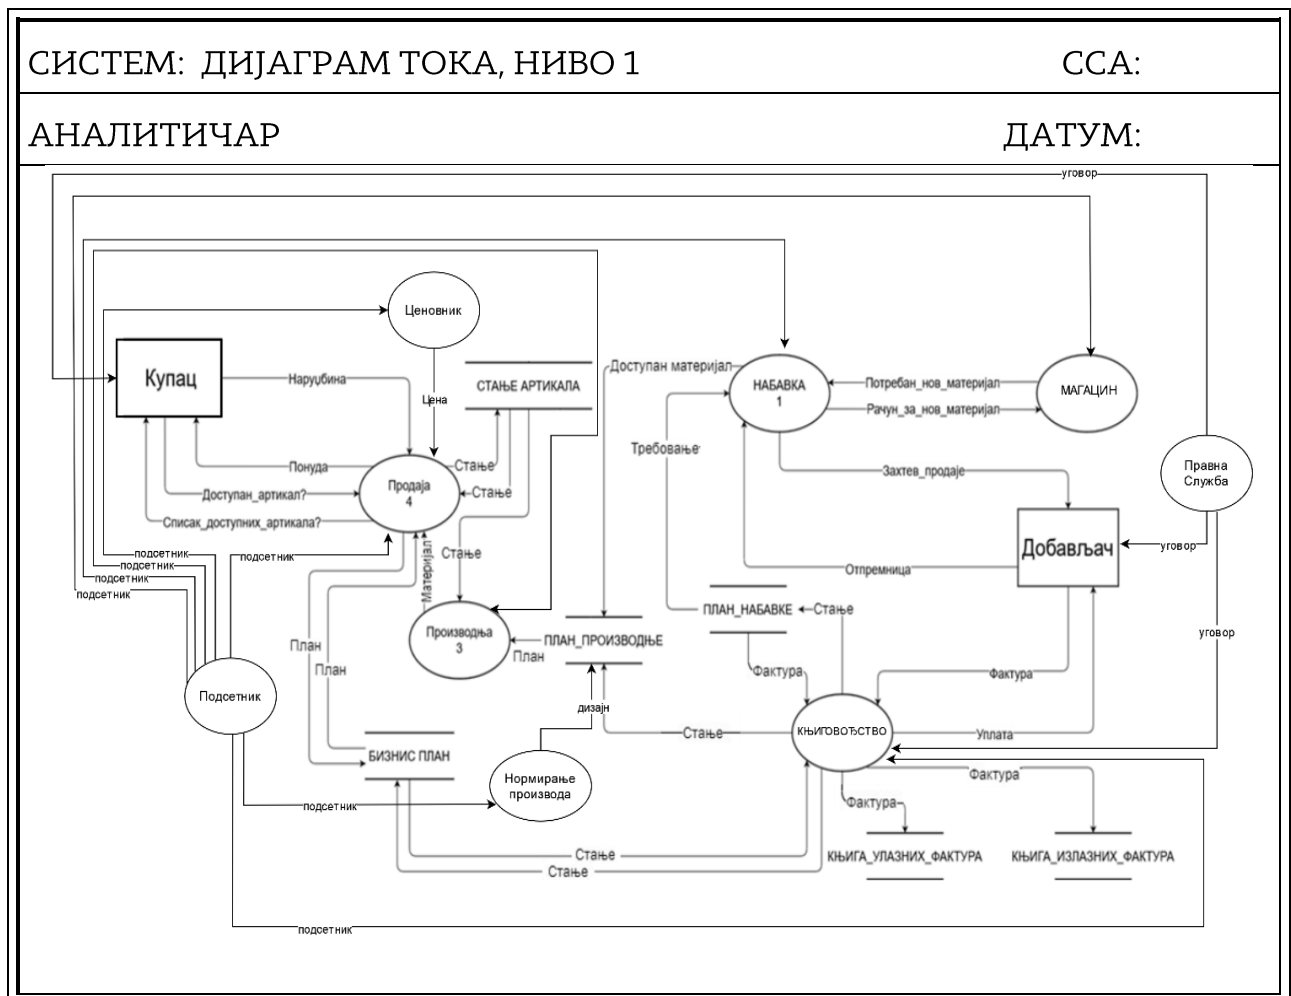 СИСТЕМ: ДИЈАГРАМ ТОКА, НИВО 1
ССА:
АНАЛИТИЧАР
ДАТУМ:
уговор
Ценовник
Купац
Наруџбина
Цена
СТАЊЕ АРТИКАЛА
Доступан материјал
НАБАВКА
1
Потребан_нов_материјал
Рачун_за_нов_материјал
МАГАЦИН
Требовање
Понуда
Стање
Продаја
4
Стање
Доступан_артикал?
Списак_доступних_артикала?
Захтев_продаје
Правна
Служба
подсетник
подсетник
подсетник
подсетник
подсетник
Материјал
Стање
Добављач
уговор
Отпремница
Производња
3
План
ПЛАН_ПРОИЗВОДЊЕ
ПЛАН_НАБАВКЕ
Стање
уговор
План
План
Подсетник
Фактура
Фактура
дизајн
Стање
КЊИГОВОЂСТВО
Уплата
БИЗНИС ПЛАН
Нормирање
производа
подсетник
Фактура
Фактура
Стање
Стање
КЊИГА_УЛАЗНИХ_ФАКТУРА
КЊИГА_ИЗЛАЗНИХ_ФАКТУРА
подсетник